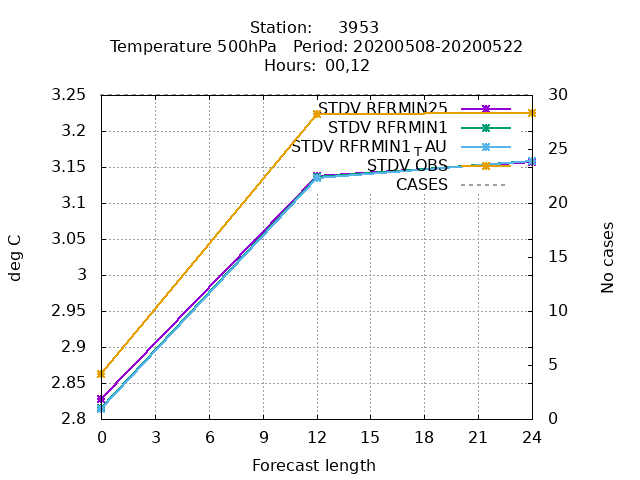 Station: 3953
Temperature 500hPa Period: 20200508-20200522
Hours: 00,12
3.25
3.2
3.15
3.1
3.05
3
2.95
2.9
2.85
2.8
30
25
20
15
10
5
0
STDV RFRMIN25
STDV RFRMIN1
STDV RFRMIN1TAU
STDV OBS
CASES
deg C
No cases
0 3 6 9 12 15 18 21 24
Forecast length